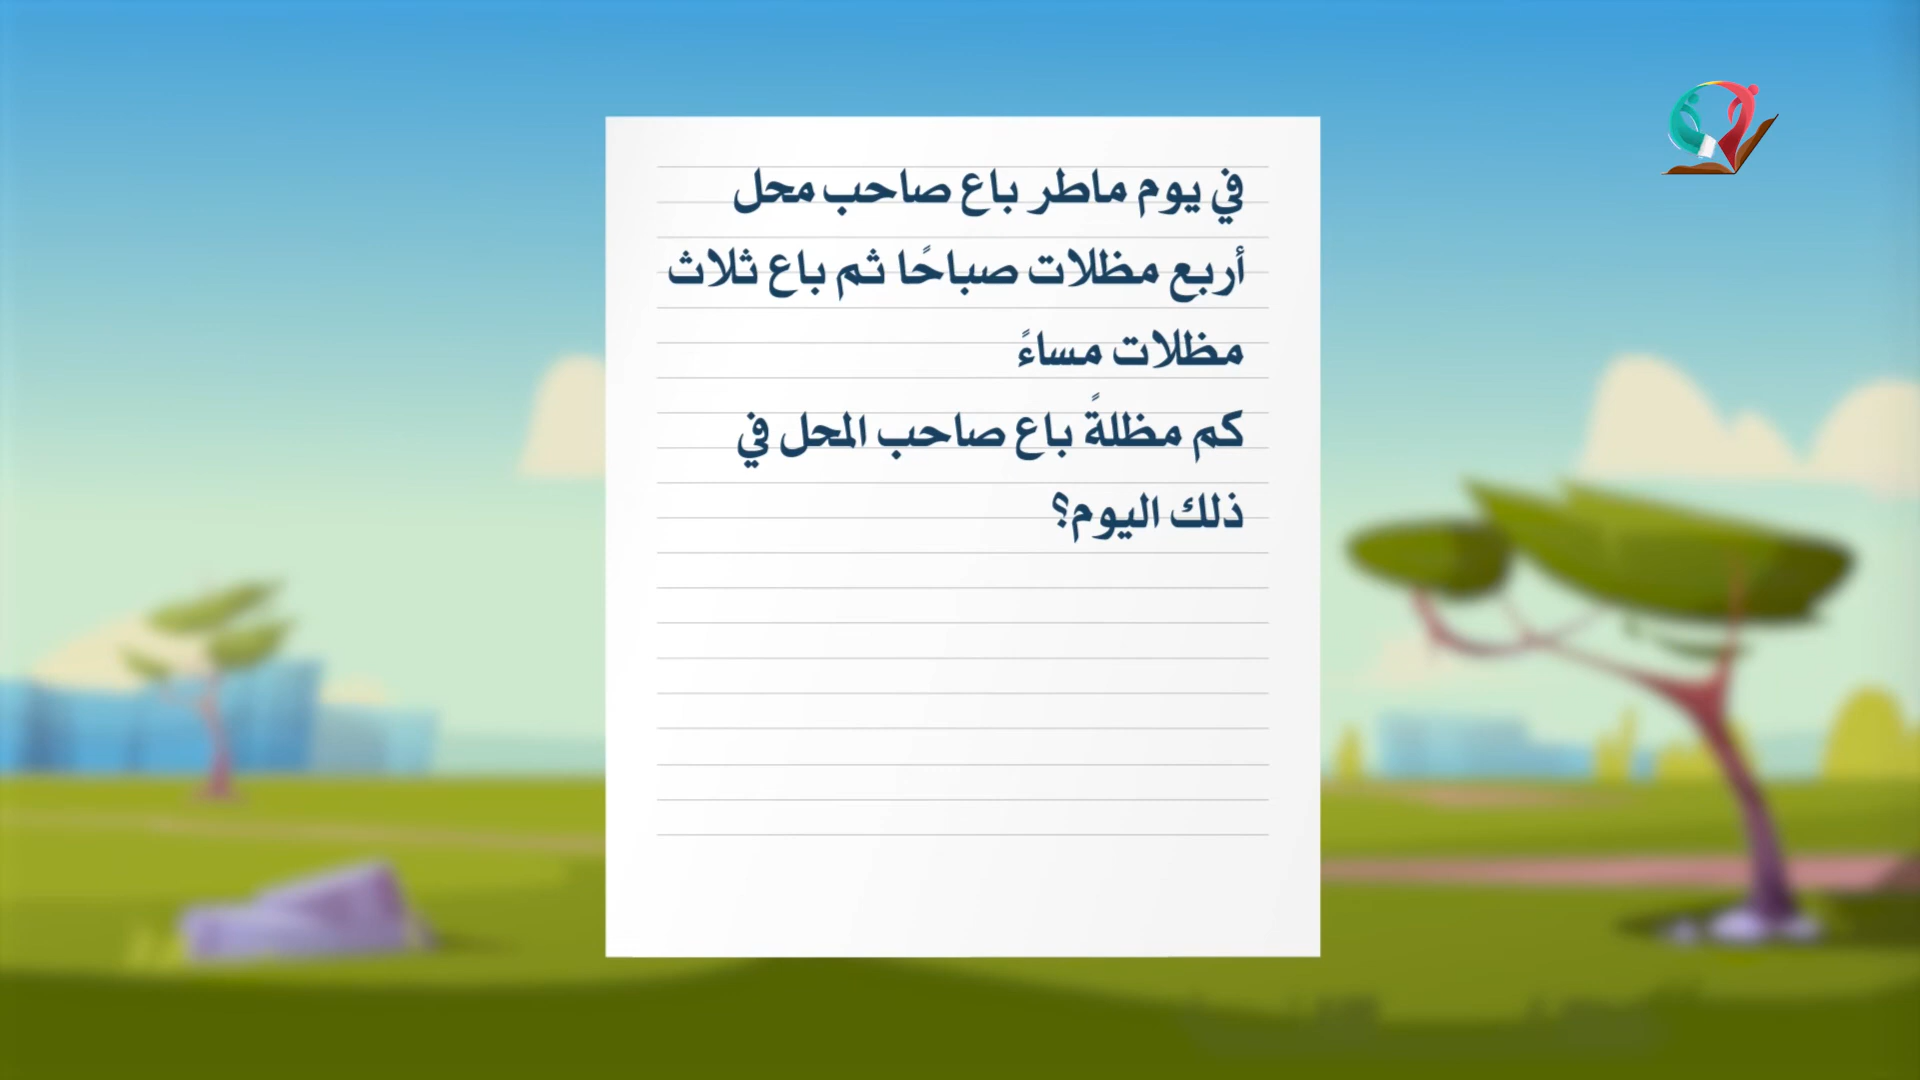 في يوم ماطر باع صاحب محل
أربع مظلات صباحًا ثم باع ثلاث
مظلات مساءً
كم مظلةً باع صاحب المحل في
ذلك اليوم؟